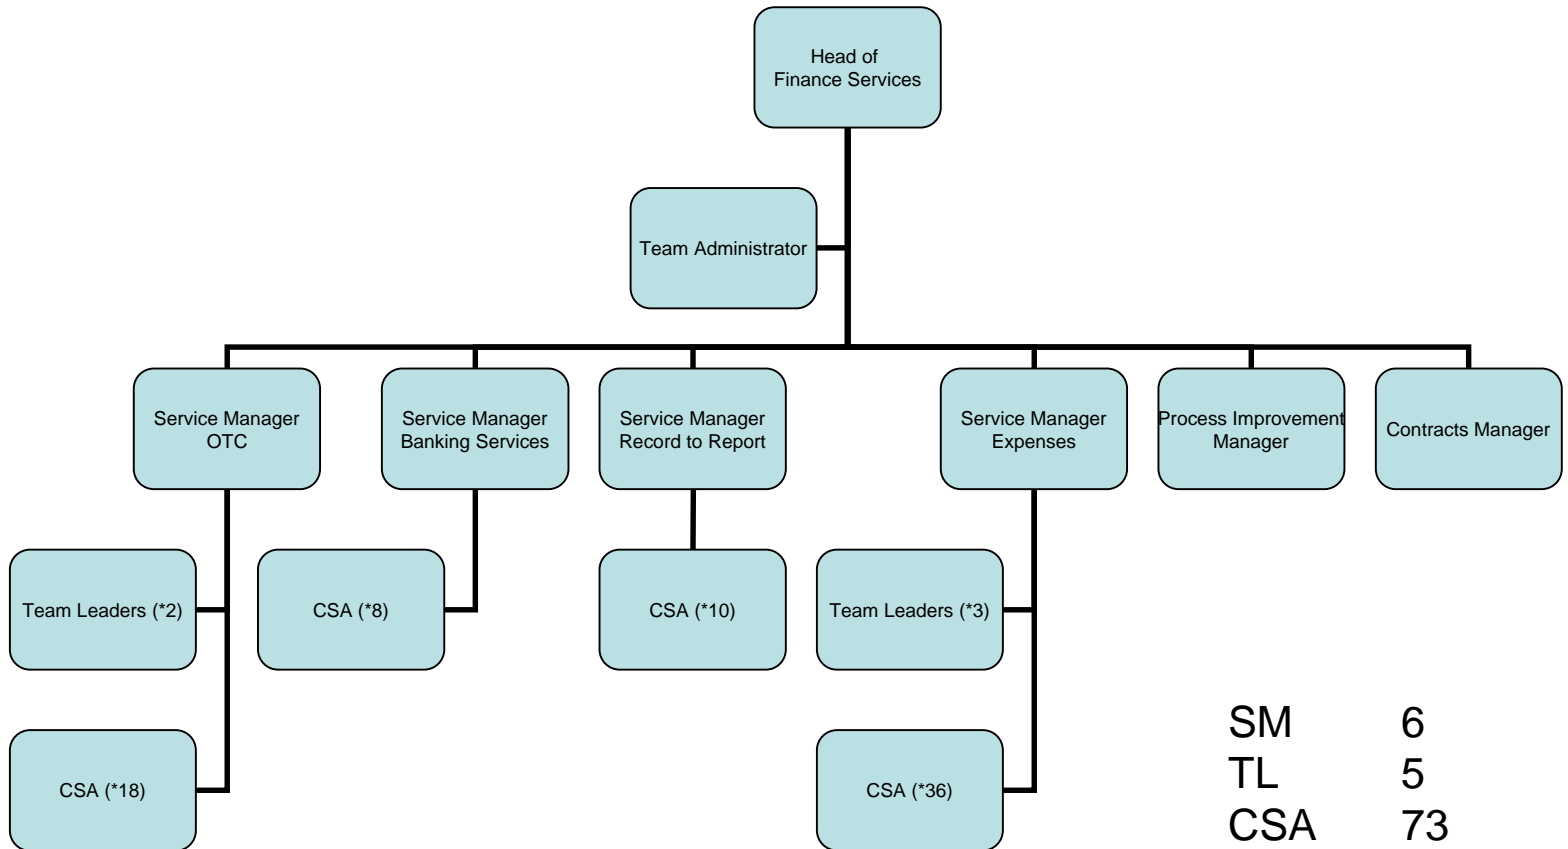 Head of
Finance Services
Team Administrator
Service Manager
OTC
Service Manager
Banking Services
Service Manager
Record to Report
Service Manager
Expenses
Process Improvement
Manager
Contracts Manager
Team Leaders (*2)
CSA (*8)
CSA (*10)
Team Leaders (*3)
CSA (*18)
CSA (*36)
SM 6
TL 5
CSA 73